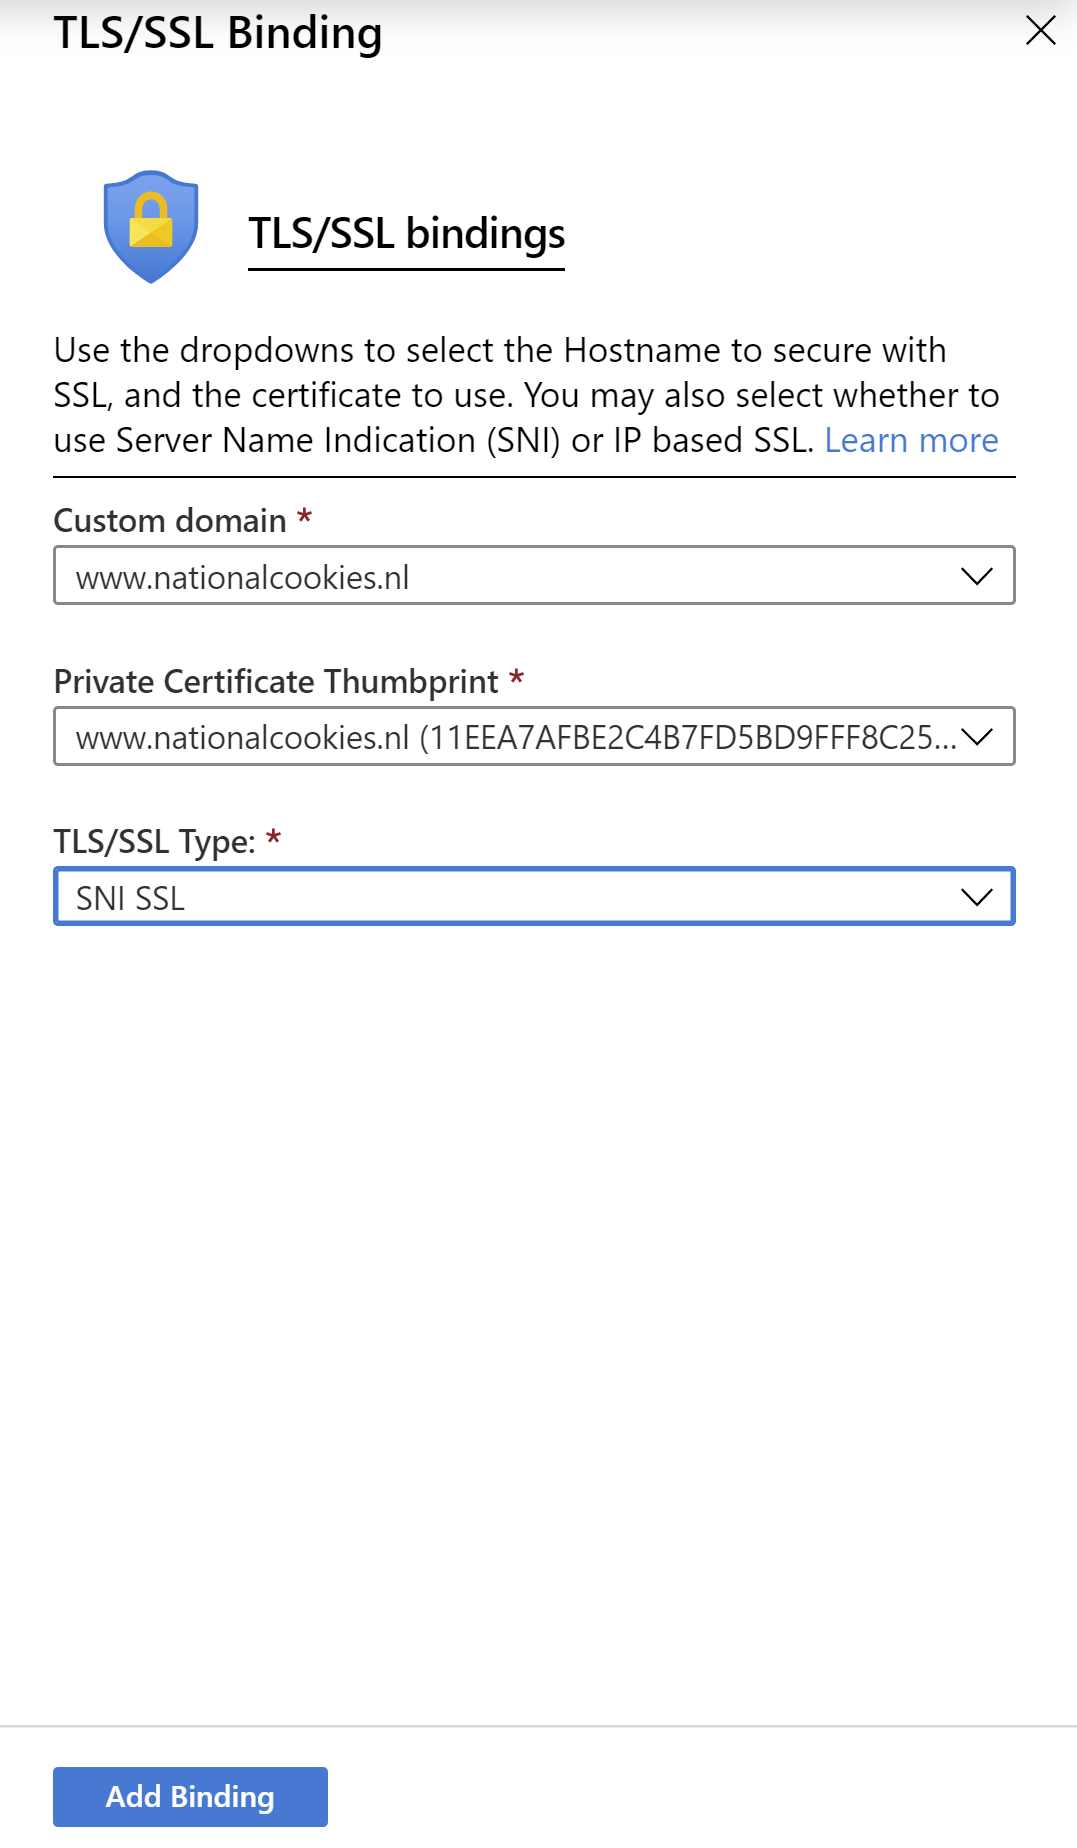 TLS/SSL Binding
TLS/SSL bindings
Use the dropdowns to select the Hostname to secure with
SSL, and the certificate to use. You may also select whether to
use Server Name Indication (SNI) or IP based SSL. Learn more
Custom domain *
www.nationalcookies.nl
Private Certificate Thumbprint *
www.nationalcookies.nl (11EEA7AFBE2C4B7FD5BD9FFF8C25...
TLS/SSL Type: *
SNI SSL
Add Binding